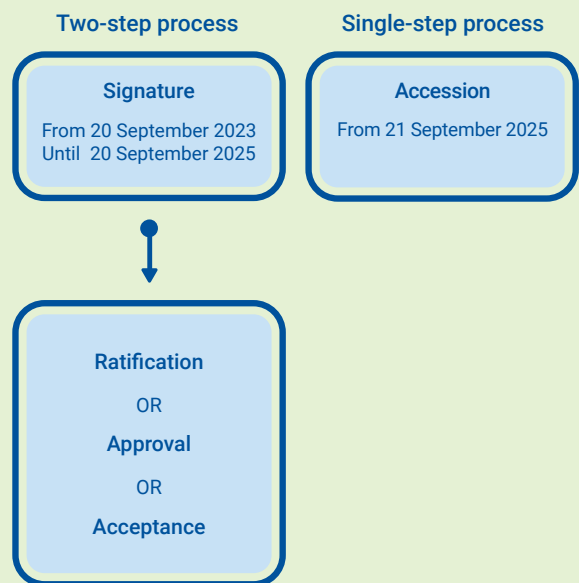 Two-step process
Signature
From 20 September 2023
Until 20 September 2025
Ratification
OR
Approval
OR
Acceptance
Single-step process
Accession
From 21 September 2025